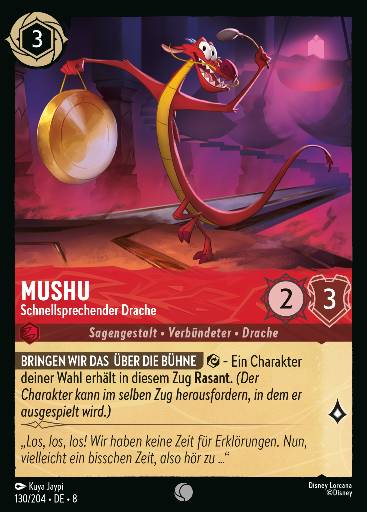 3
MUSHU
Schnellsprechender Drache
2
3
Sagengestalt • Verbündeter • Drache
BRINGEN WIR DAS ÜBER DIE BÜHNE - Ein Charakter
deiner Wahl erhält in diesem Zug Rasant. (Der
Charakter kann im selben Zug herausfordern, in dem er
ausgespielt wird.)
„Los, los, los! Wir haben keine Zeit für Erklörungen. Nun,
vielleicht ein bisschen Zeit, also hör zu ...“
Kuya Jaypi
130/204 • DE • 8
Disney Lorcana
©Disney